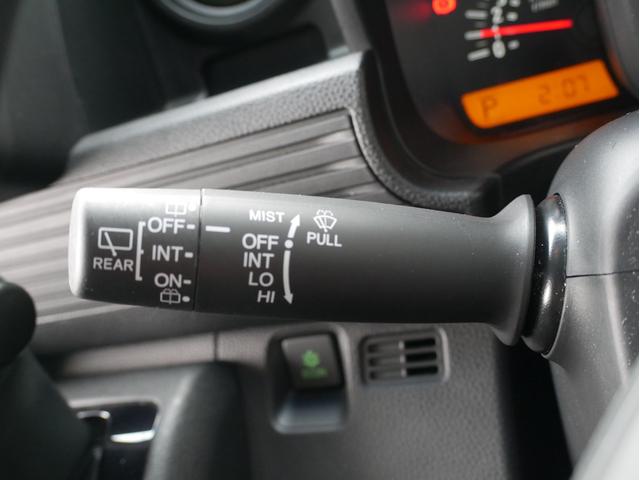 P 2:07
MIST
PULL
OFF
INT
LO
HI
REAR
OFF
INT
ON